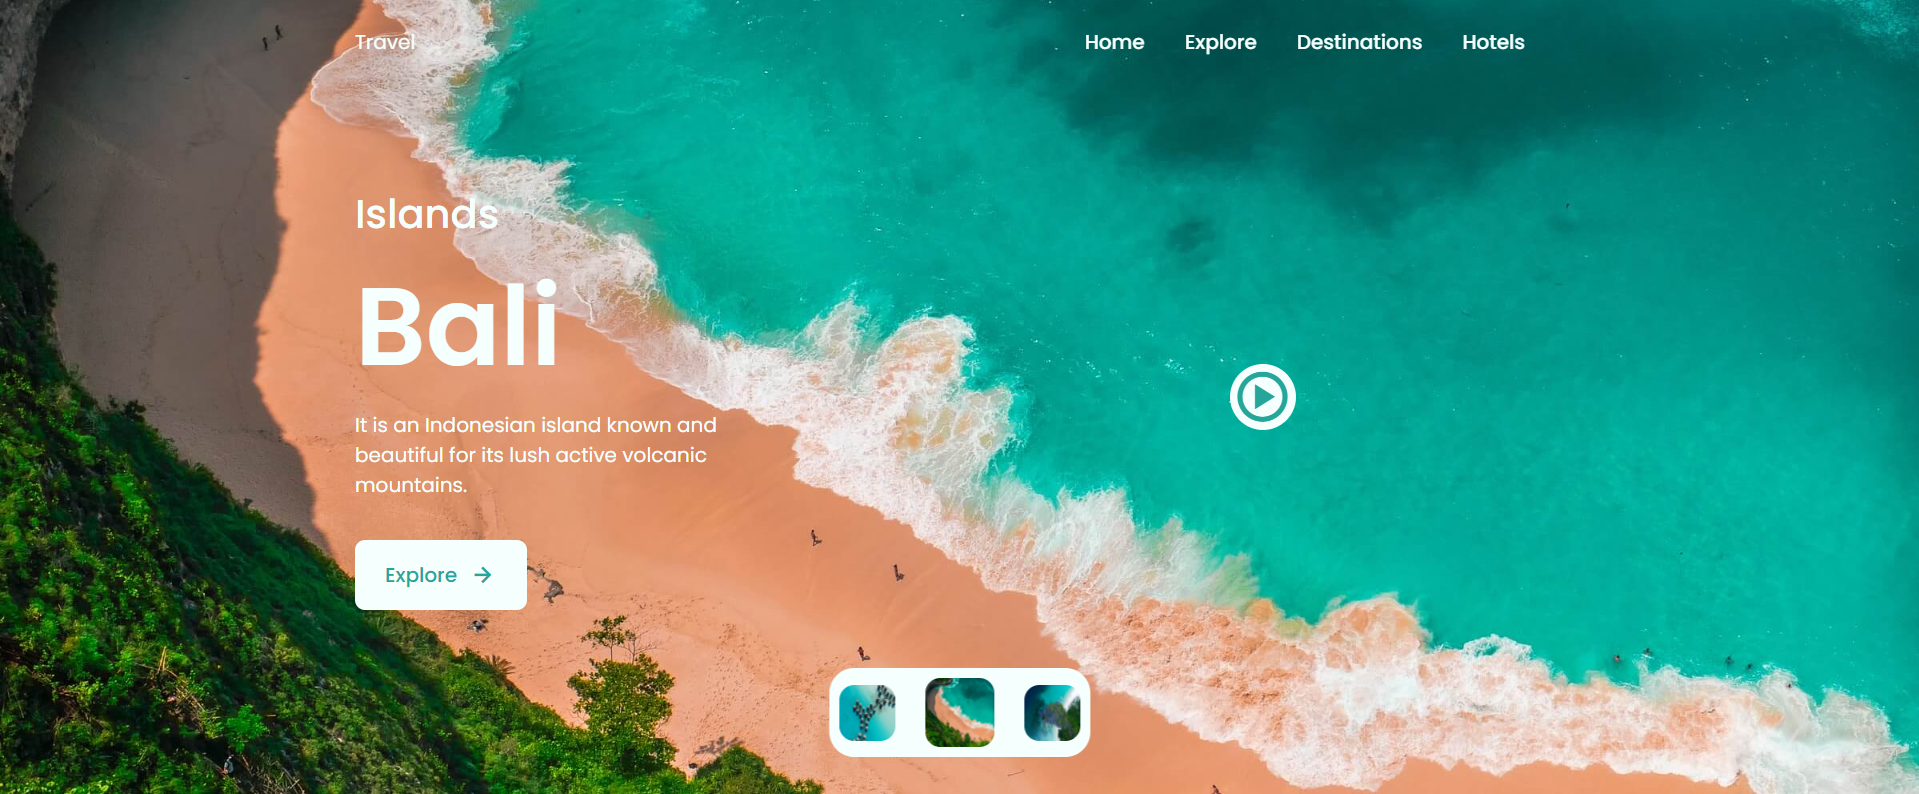 Travel
Home Explore Destinations Hotels
Islands
Bali
It is an Indonesian island known and
beautiful for its lush active volcanic
mountains.
Explore